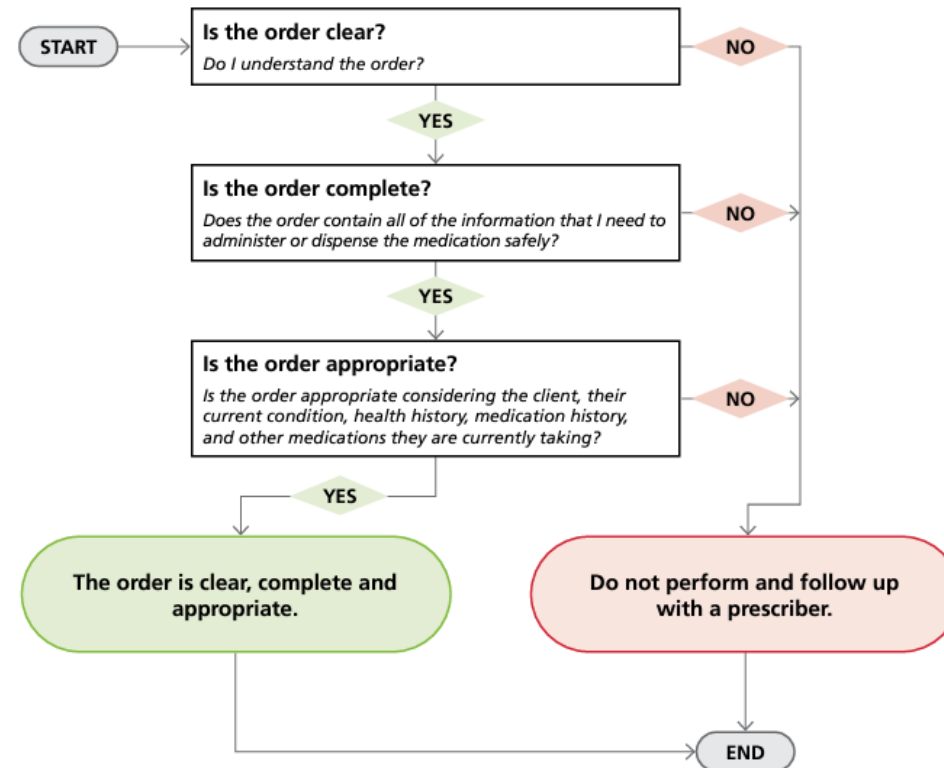 START
Is the order clear?
Do I understand the order?
NO
YES
Is the order complete?
Does the order contain all of the information that I need to
administer or dispense the medication safely?
NO
YES
Is the order appropriate?
Is the order appropriate considering the client, their
current condition, health history, medication history,
and other medications they are currently taking?
NO
YES
The order is clear, complete and
appropriate.
Do not perform and follow up
with a prescriber.
END